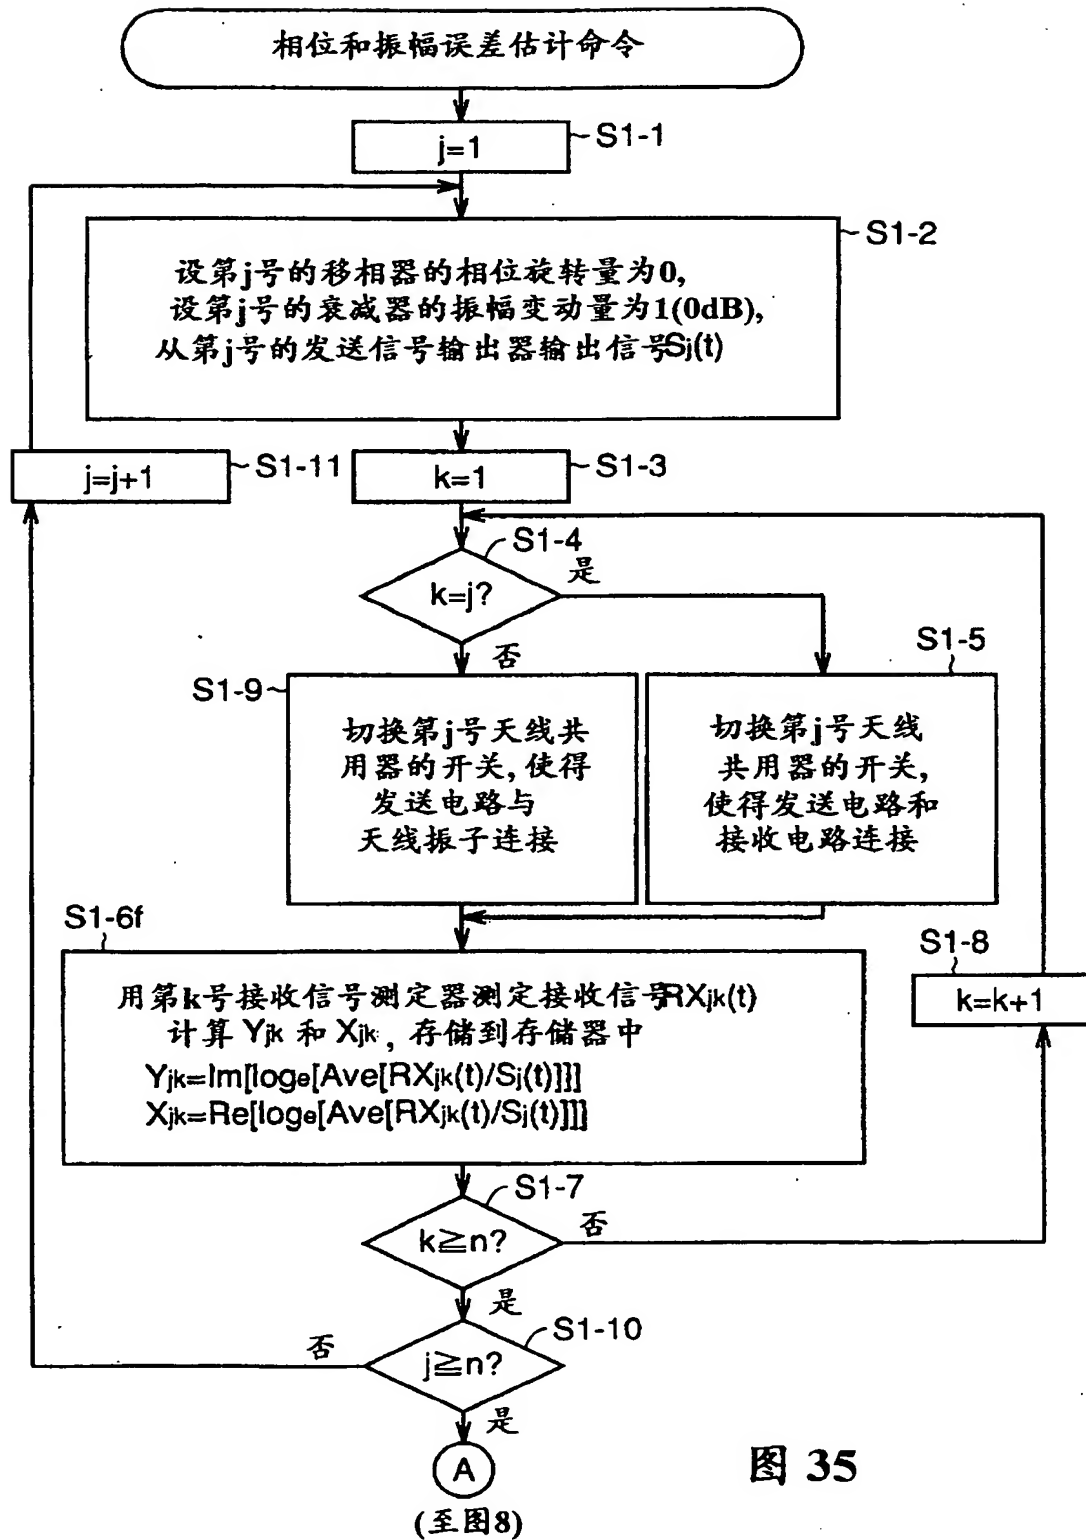 相位和振幅误差估计命令
j=1
S1-1
S1-2
设第j号的移相器的相位旋转量为0,
设第j号的衰减器的振幅变动量为1(0dB),
从第j号的发送信号输出器输出信号Sj(t)
j=j+1
S1-11
k=1
S1-3
S1-4
k=j?
是
否
S1-9
切换第j号天线共
用器的开关,使得
发送电路与
天线振子连接
S1-5
切换第j号天线
共用器的开关,
使得发送电路和
接收电路连接
S1-6f
用第k号接收信号测定器测定接收信号RXjk(t)
计算 Yjk 和 Xjk, 存储到存储器中
Yjk=Im[loge[Ave[RXjk(t)/Sj(t)]]]
Xjk=Re[loge[Ave[RXjk(t)/Sj(t)]]]
S1-8
k=k+1
S1-7
k≧n?
否
是
S1-10
j≧n?
否
是
A
(至图8)
图 35